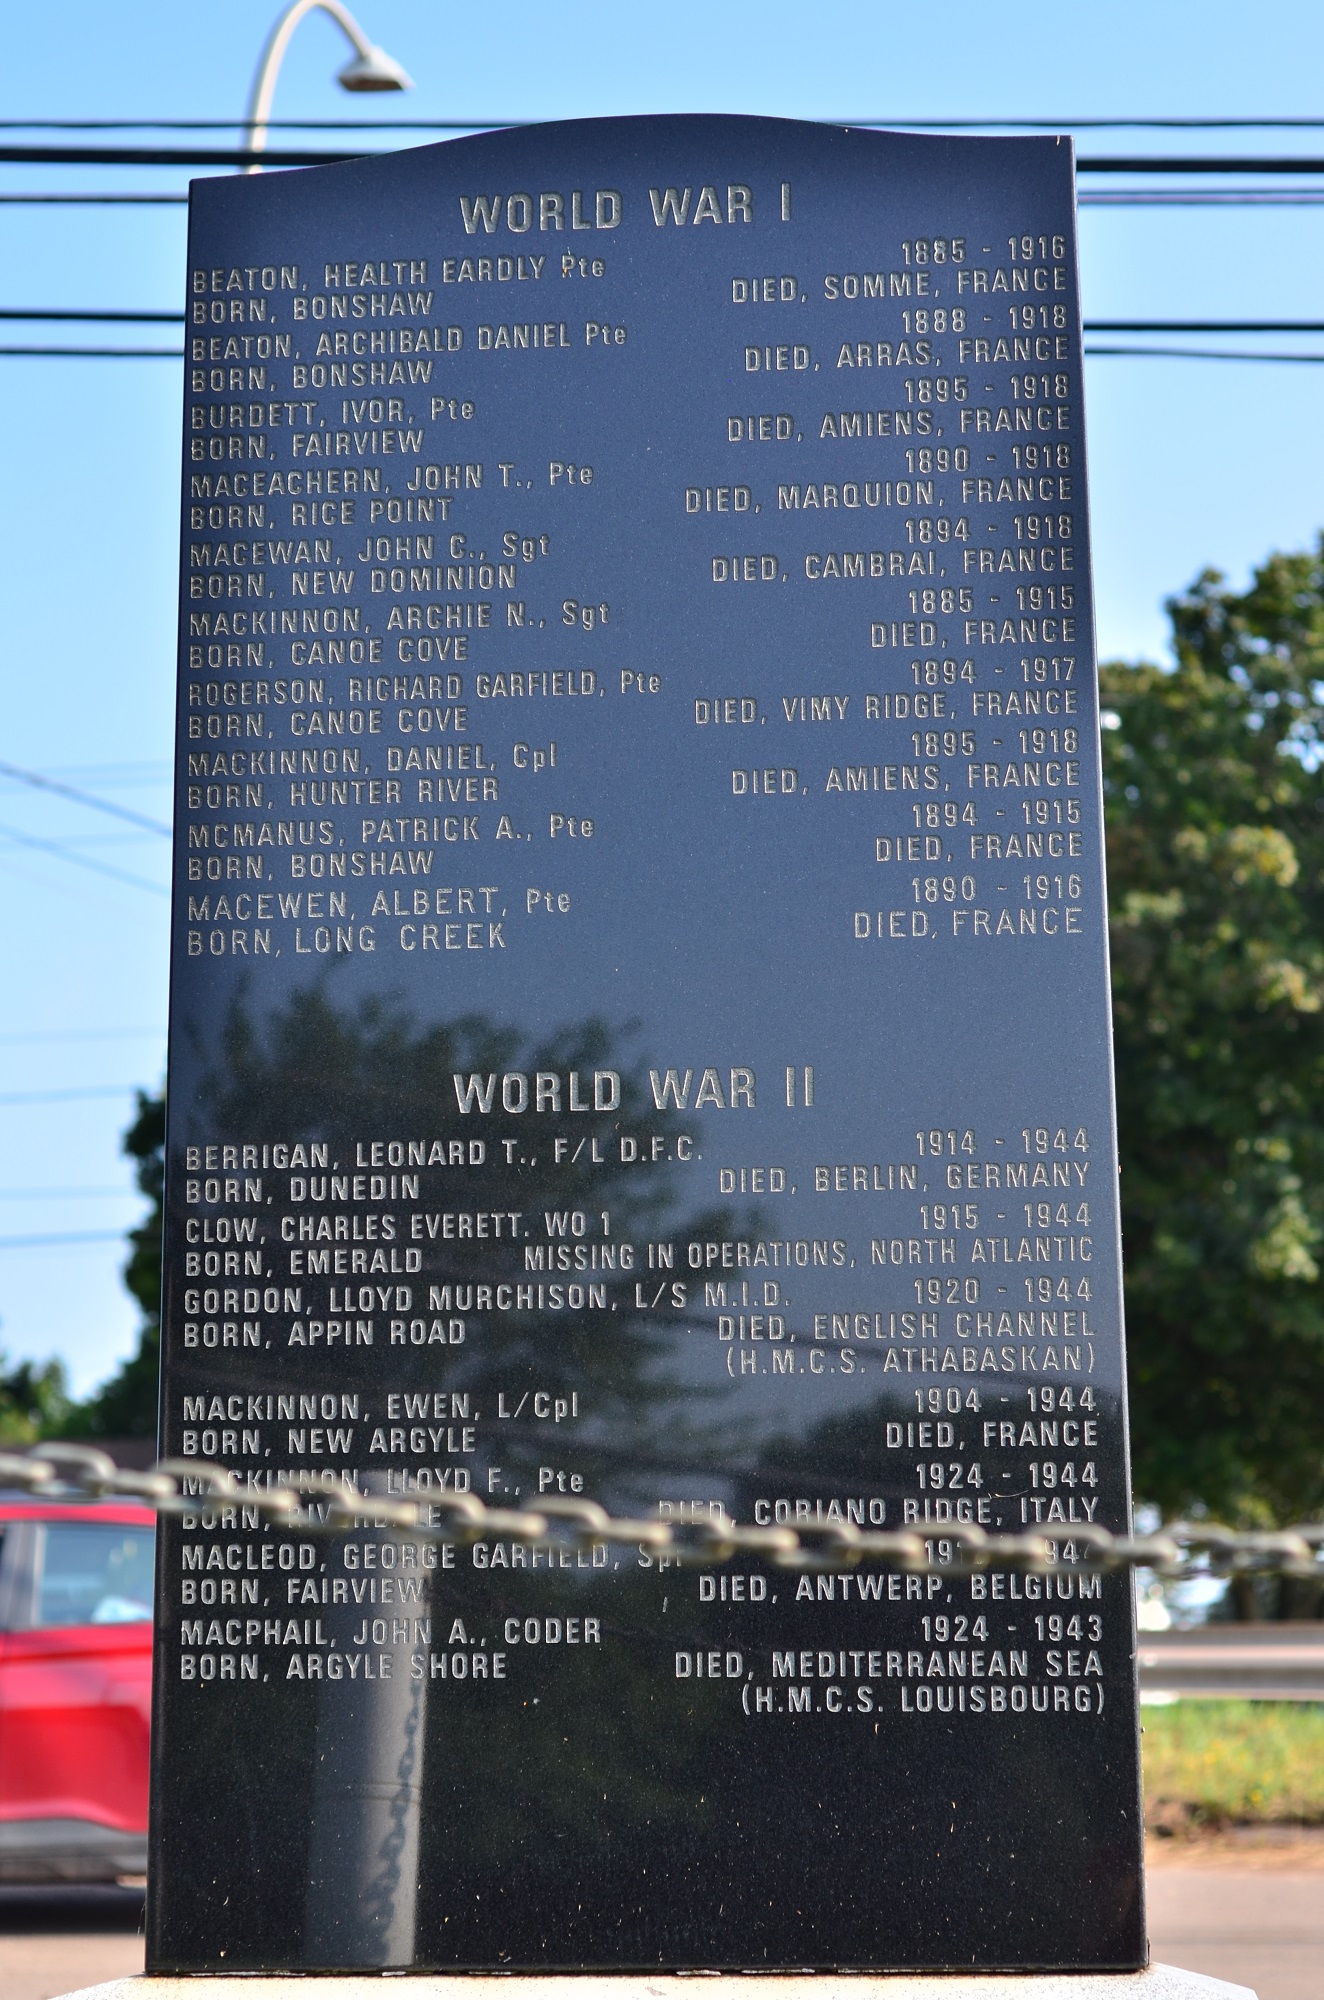 WORLD WAR I
BEATON, HEALTH EARDLY Pte 1885 - 1916
BORN, BONSHAW DIED, SOMME, FRANCE
BEATON, ARCHIBALD DANIEL Pte 1888 - 1918
BORN, BONSHAW DIED, ARRAS, FRANCE
BURDETT, IVOR, Pte 1895 - 1918
BORN, FAIRVIEW DIED, AMIENS, FRANCE
MACEACHERN, JOHN T., Pte 1890 - 1918
BORN, RICE POINT DIED, MARQUION, FRANCE
MACEWAN, JOHN C., Sgt 1894 - 1918
BORN, NEW DOMINION DIED, CAMBRAI, FRANCE
MACKINNON, ARCHIE N., Sgt 1885 - 1915
BORN, CANOE COVE DIED, FRANCE
ROGERSON, RICHARD GARFIELD, Pte 1894 - 1917
BORN, CANOE COVE DIED, VIMY RIDGE, FRANCE
MACKINNON, DANIEL, Cpl 1895 - 1918
BORN, HUNTER RIVER DIED, AMIENS, FRANCE
MCMANUS, PATRICK A., Pte 1894 - 1915
BORN, BONSHAW DIED, FRANCE
MACEWEN, ALBERT, Pte 1890 - 1916
BORN, LONG CREEK DIED, FRANCE
WORLD WAR II
BERRIGAN, LEONARD T., F/L D.F.C. 1914 - 1944
BORN, DUNEDIN DIED, BERLIN, GERMANY
CLOW, CHARLES EVERETT. WO 1 1915 - 1944
BORN, EMERALD MISSING IN OPERATIONS, NORTH ATLANTIC
GORDON, LLOYD MURCHISON, L/S M.I.D. 1920 - 1944
BORN, APPIN ROAD DIED, ENGLISH CHANNEL
(H.M.C.S. ATHABASKAN)
MACKINNON, EWEN, L/Cpl 1904 - 1944
BORN, NEW ARGYLE DIED, FRANCE
MACKINNON, LLOYD F., Pte 1924 - 1944
BORN, RIVERDALE DIED, CORIANO RIDGE, ITALY
MACLEOD, GEORGE GARFIELD,
BORN, FAIRVIEW DIED, ANTWERP, BELGIUM
MACPHAIL, JOHN A., CODER 1924 - 1943
BORN, ARGYLE SHORE DIED, MEDITERRANEAN SEA
(H.M.C.S. LOUISBOURG)